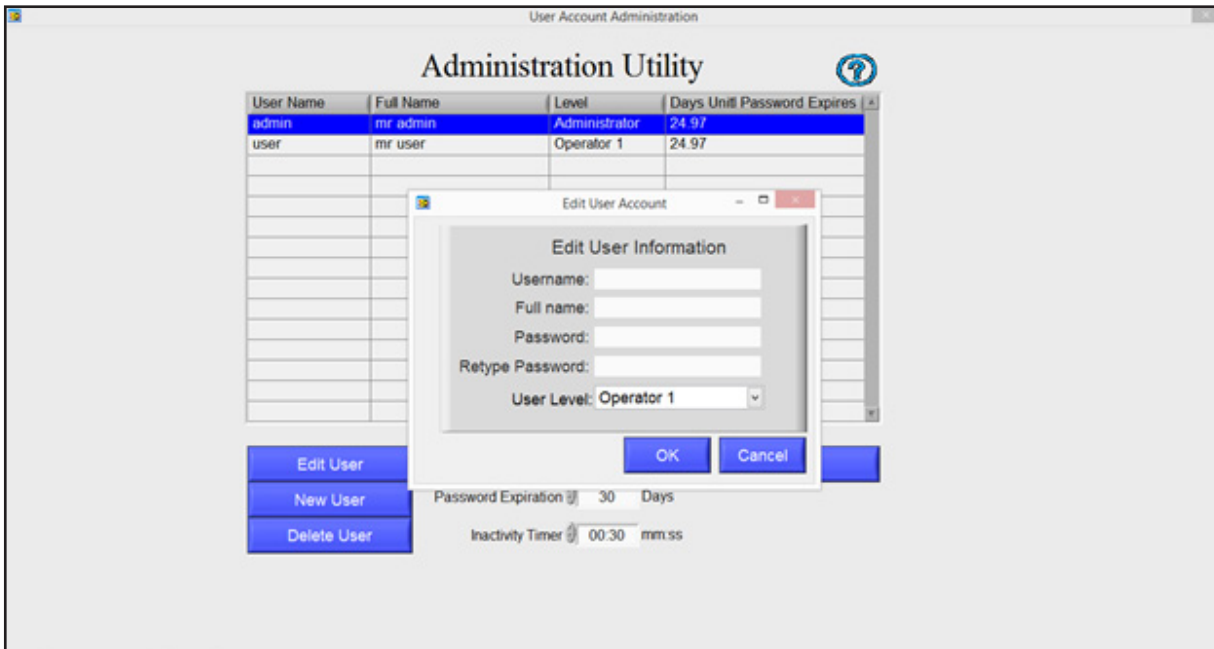 User Account Administration
Administration Utility
?
User Name Full Name Level Days Unitl Password Expires
admin mr admin Administrator 24.97
user mr user Operator 1 24.97
Edit User Account
Edit User Information
Username:
Full name:
Password:
Retype Password:
User Level: Operator 1
OK Cancel
Edit User
New User Password Expiration 30 Days
Delete User Inactivity Timer 00:30 mm:ss